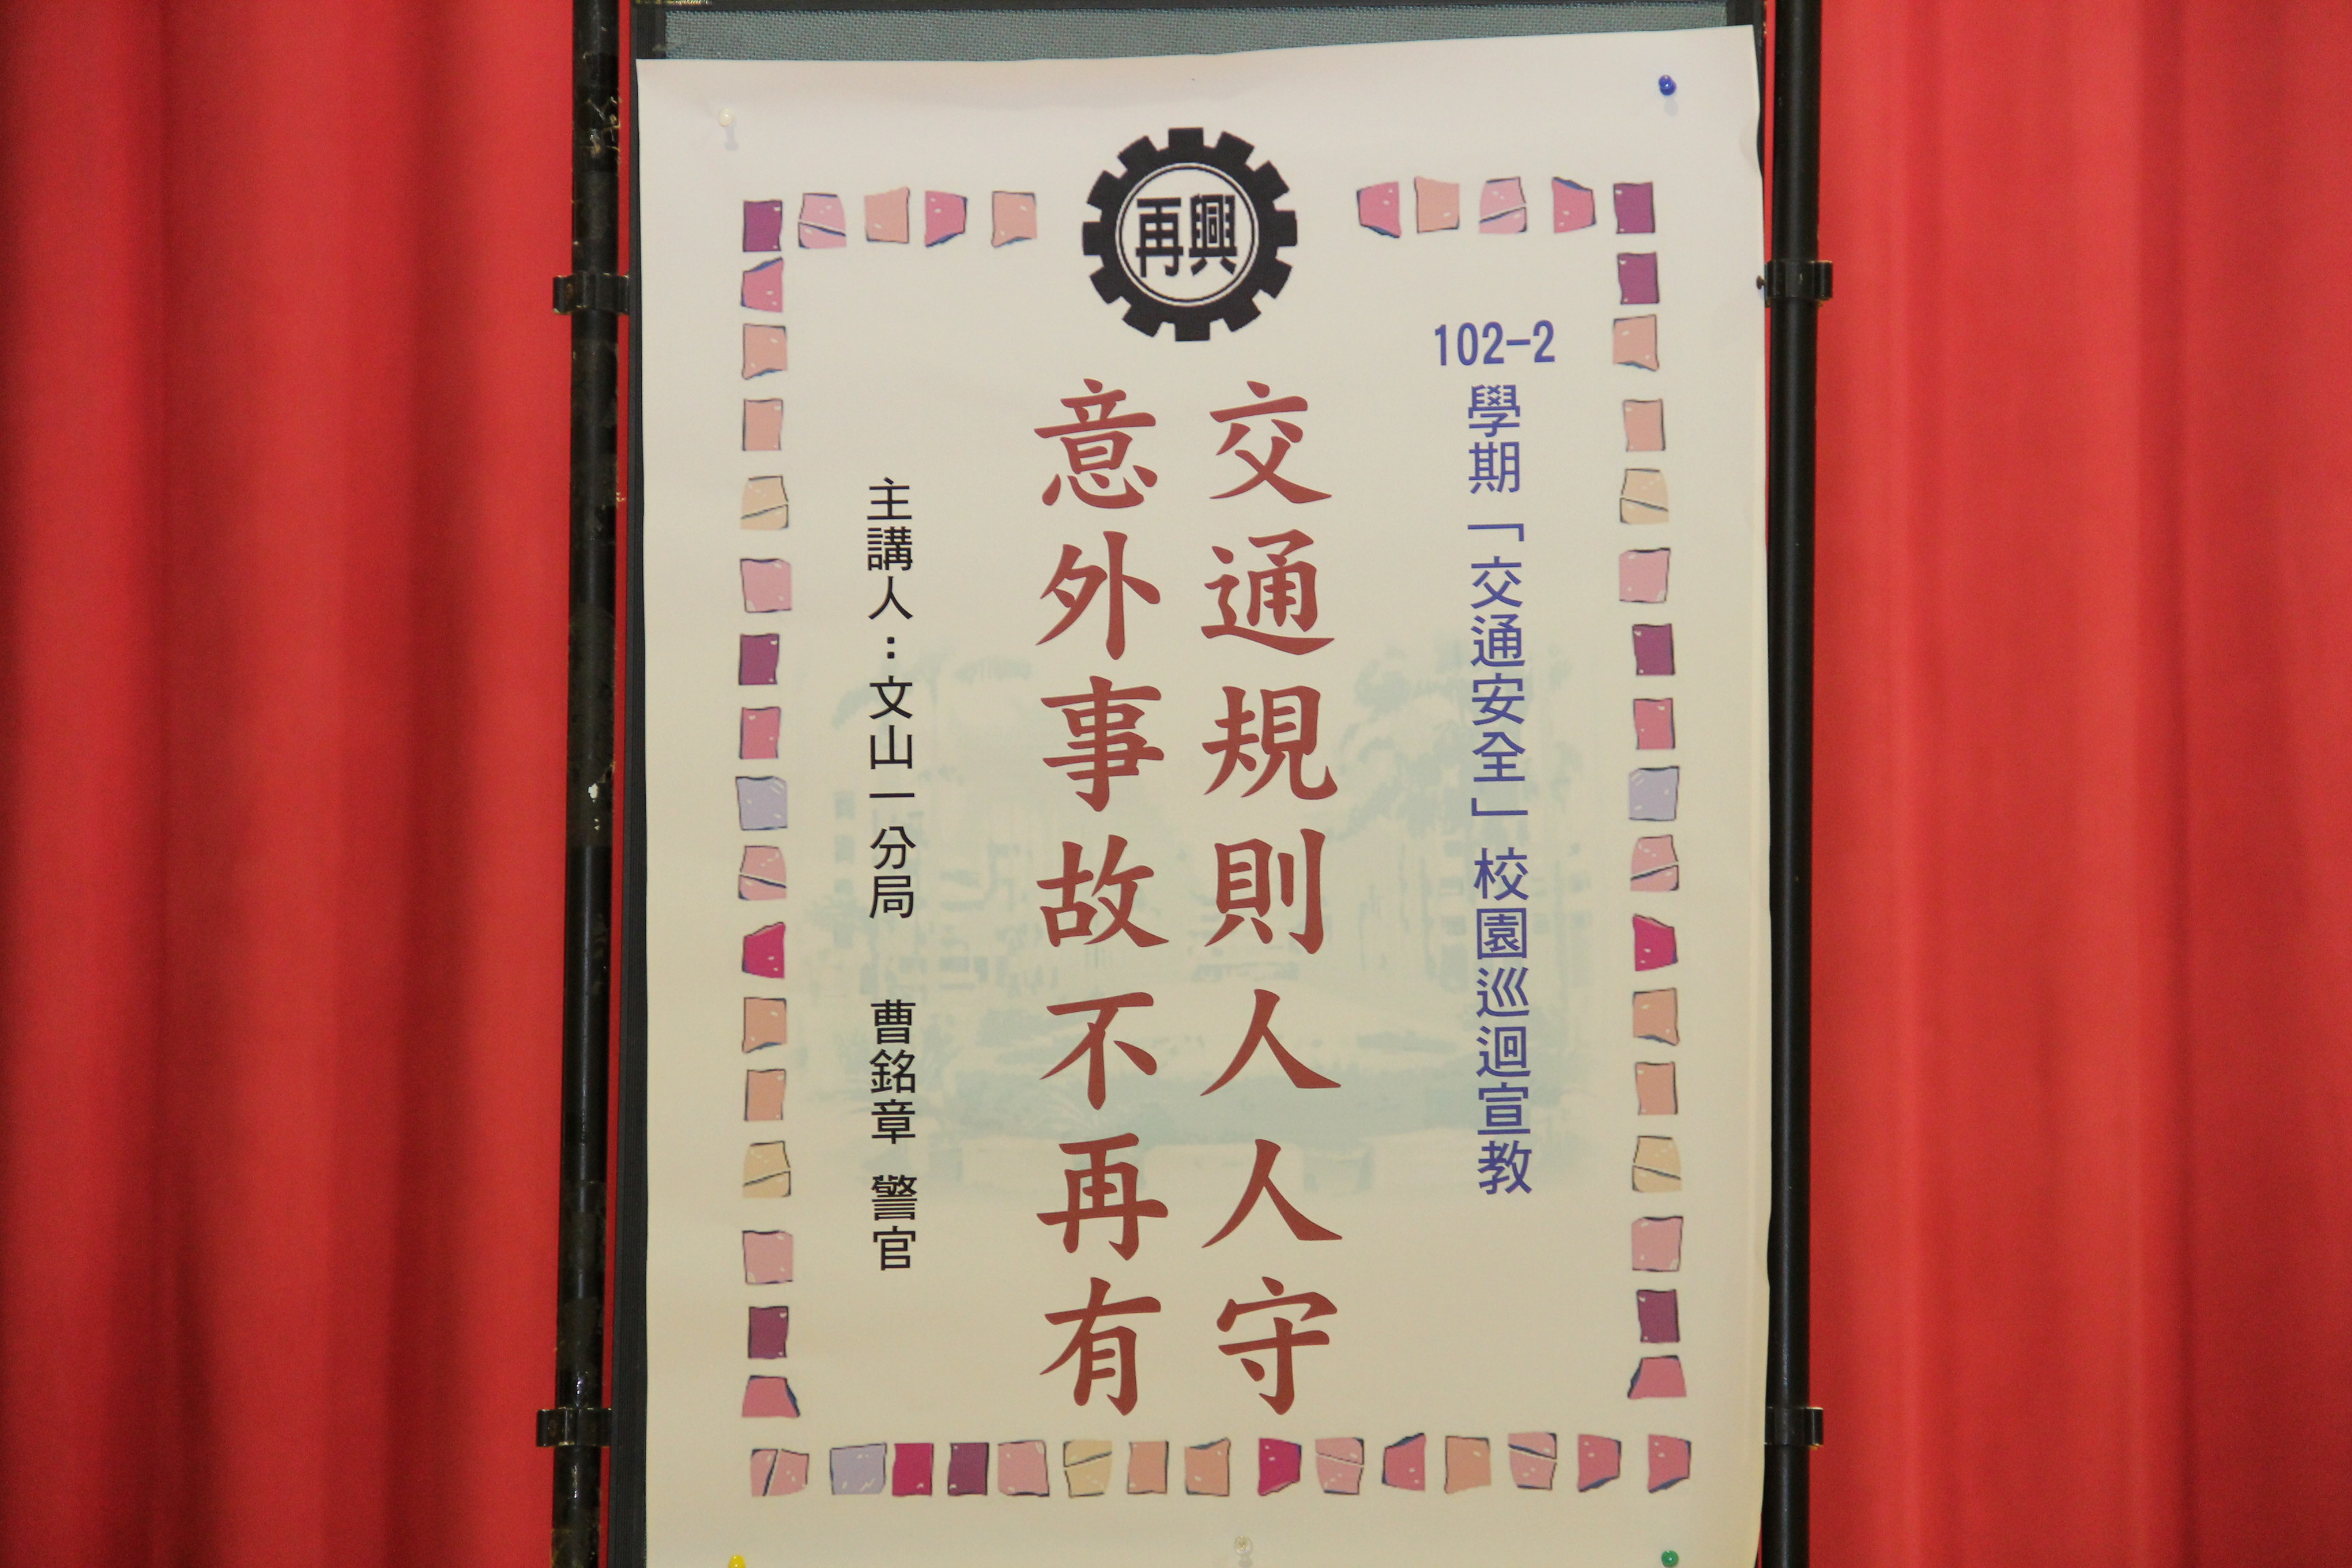 再興
102-2
學期「交通安全」校園巡迴宣教
交通規則人人守
意外事故不再有
主講人：文山一分局 曹銘章 警官